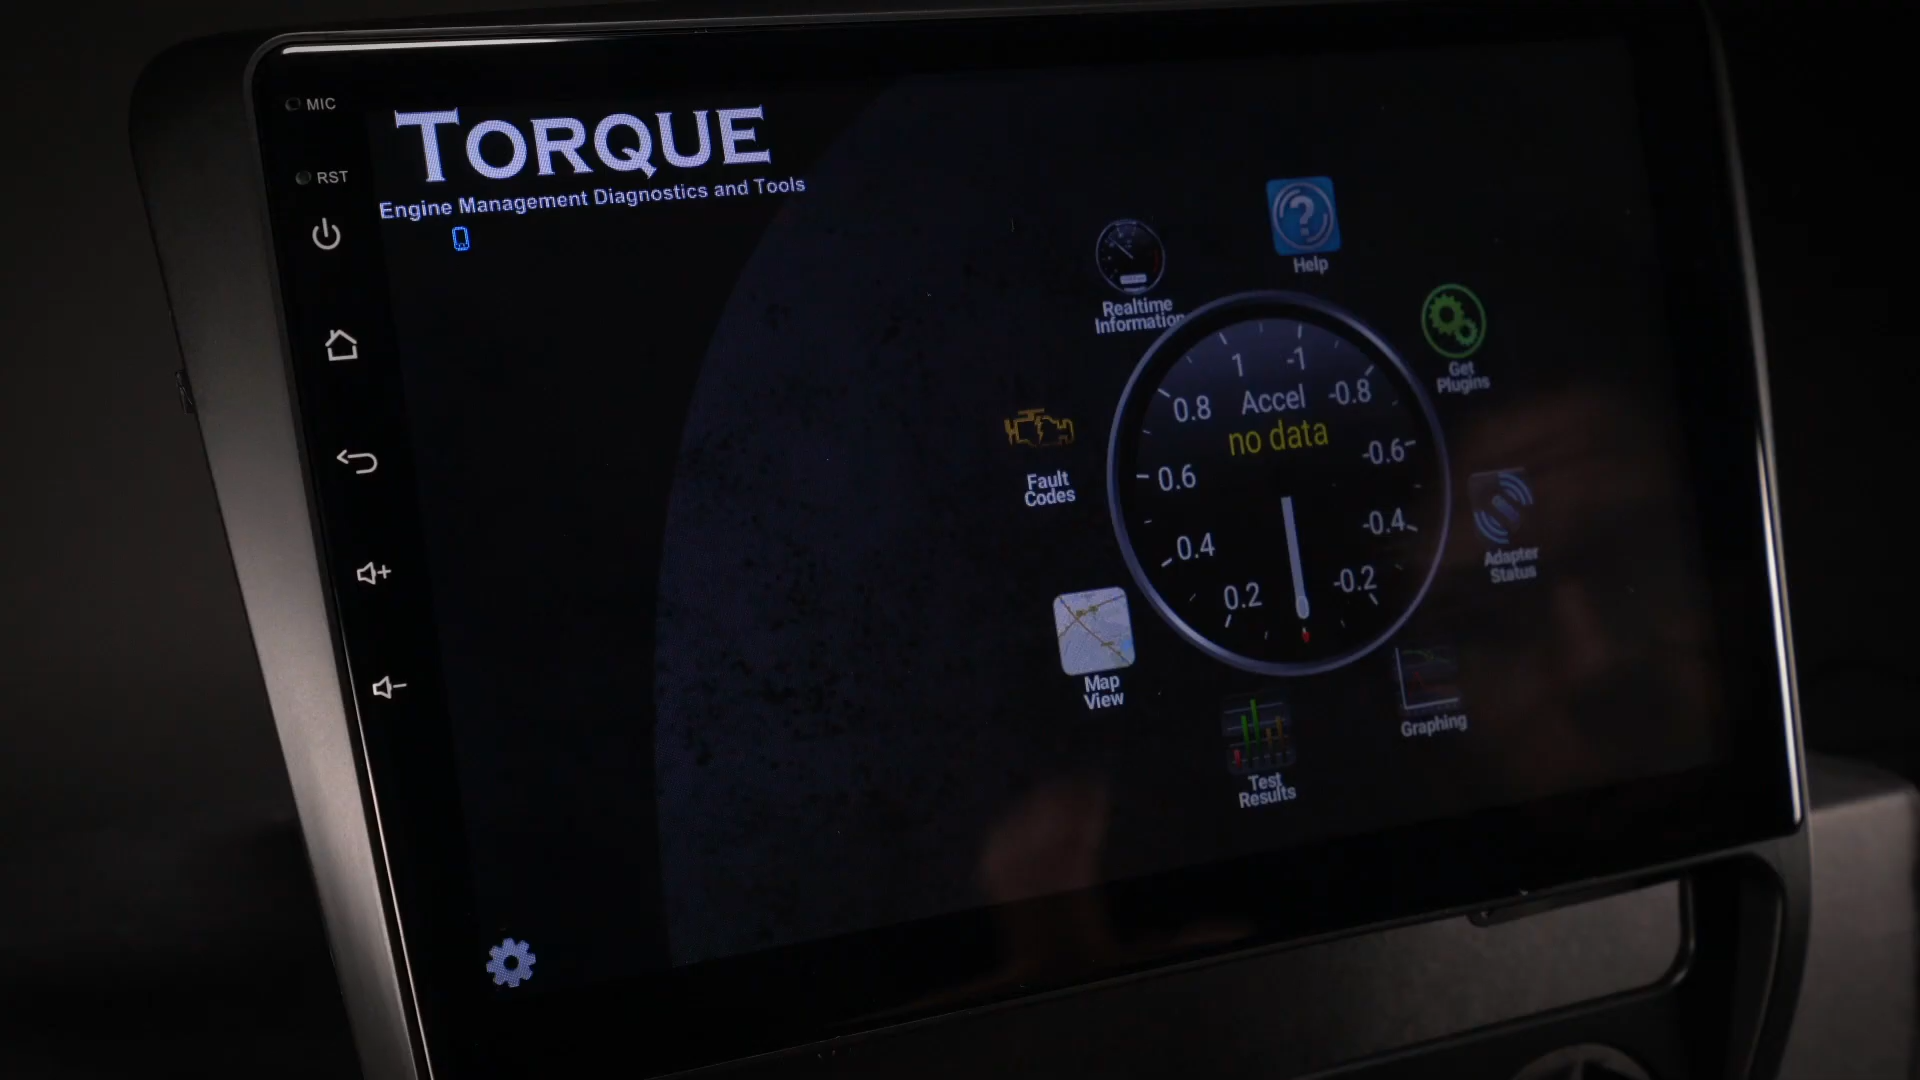 MIC
RST
TORQUE
Engine Management Diagnostics and Tools
Help
Realtime
Information
Get
Plugins
1
-1
0.8
Accel
-0.8
no data
0.6
-0.6
Fault
Codes
0.4
-0.4
Adapter
Status
0.2
-0.2
Map
View
Graphing
Test
Results